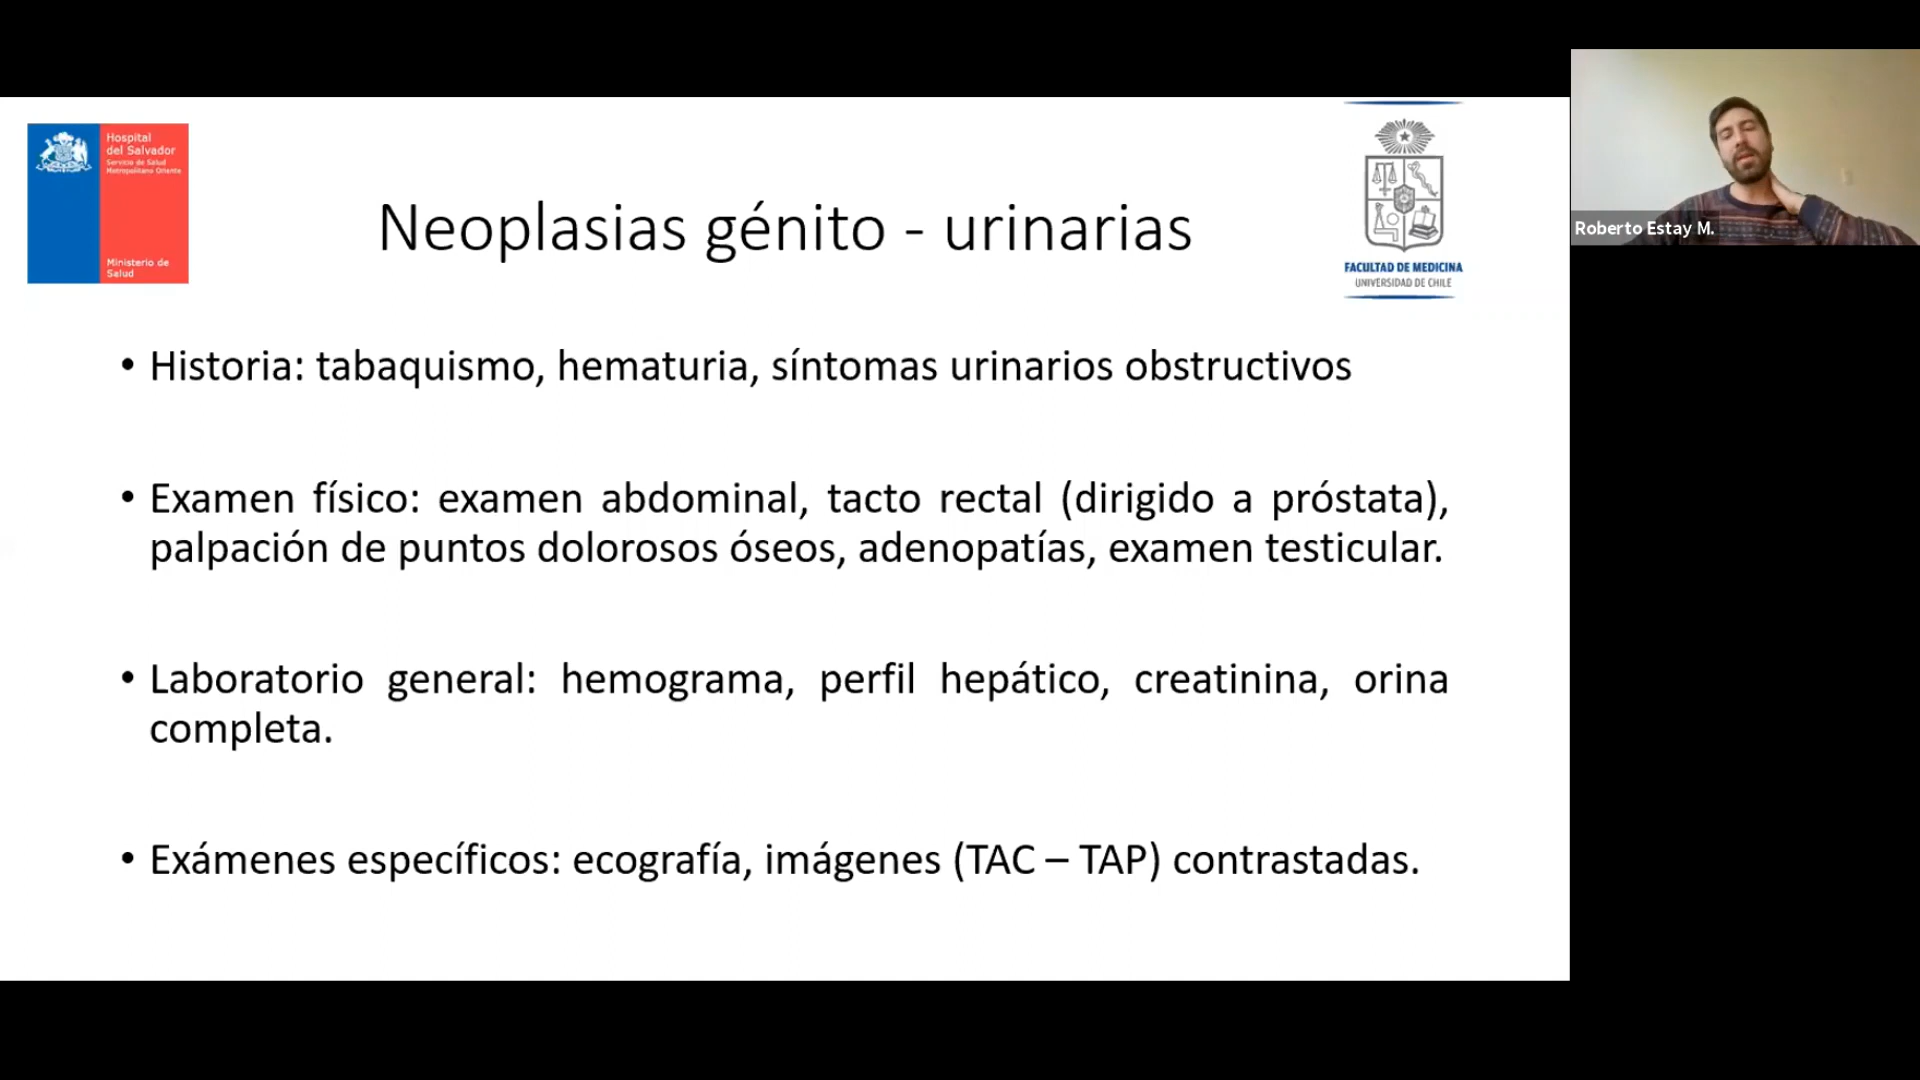 Hospital
del Salvador
Servicio de Salud
Metropolitano Oriente
Ministerio de
Salud
Neoplasias génito - urinarias
FACULTAD DE MEDICINA
UNIVERSIDAD DE CHILE
Roberto Estay M.
• Historia: tabaquismo, hematuria, síntomas urinarios obstructivos
• Examen físico: examen abdominal, tacto rectal (dirigido a próstata),
palpación de puntos dolorosos óseos, adenopatías, examen testicular.
• Laboratorio general: hemograma, perfil hepático, creatinina, orina
completa.
• Exámenes específicos: ecografía, imágenes (TAC – TAP) contrastadas.